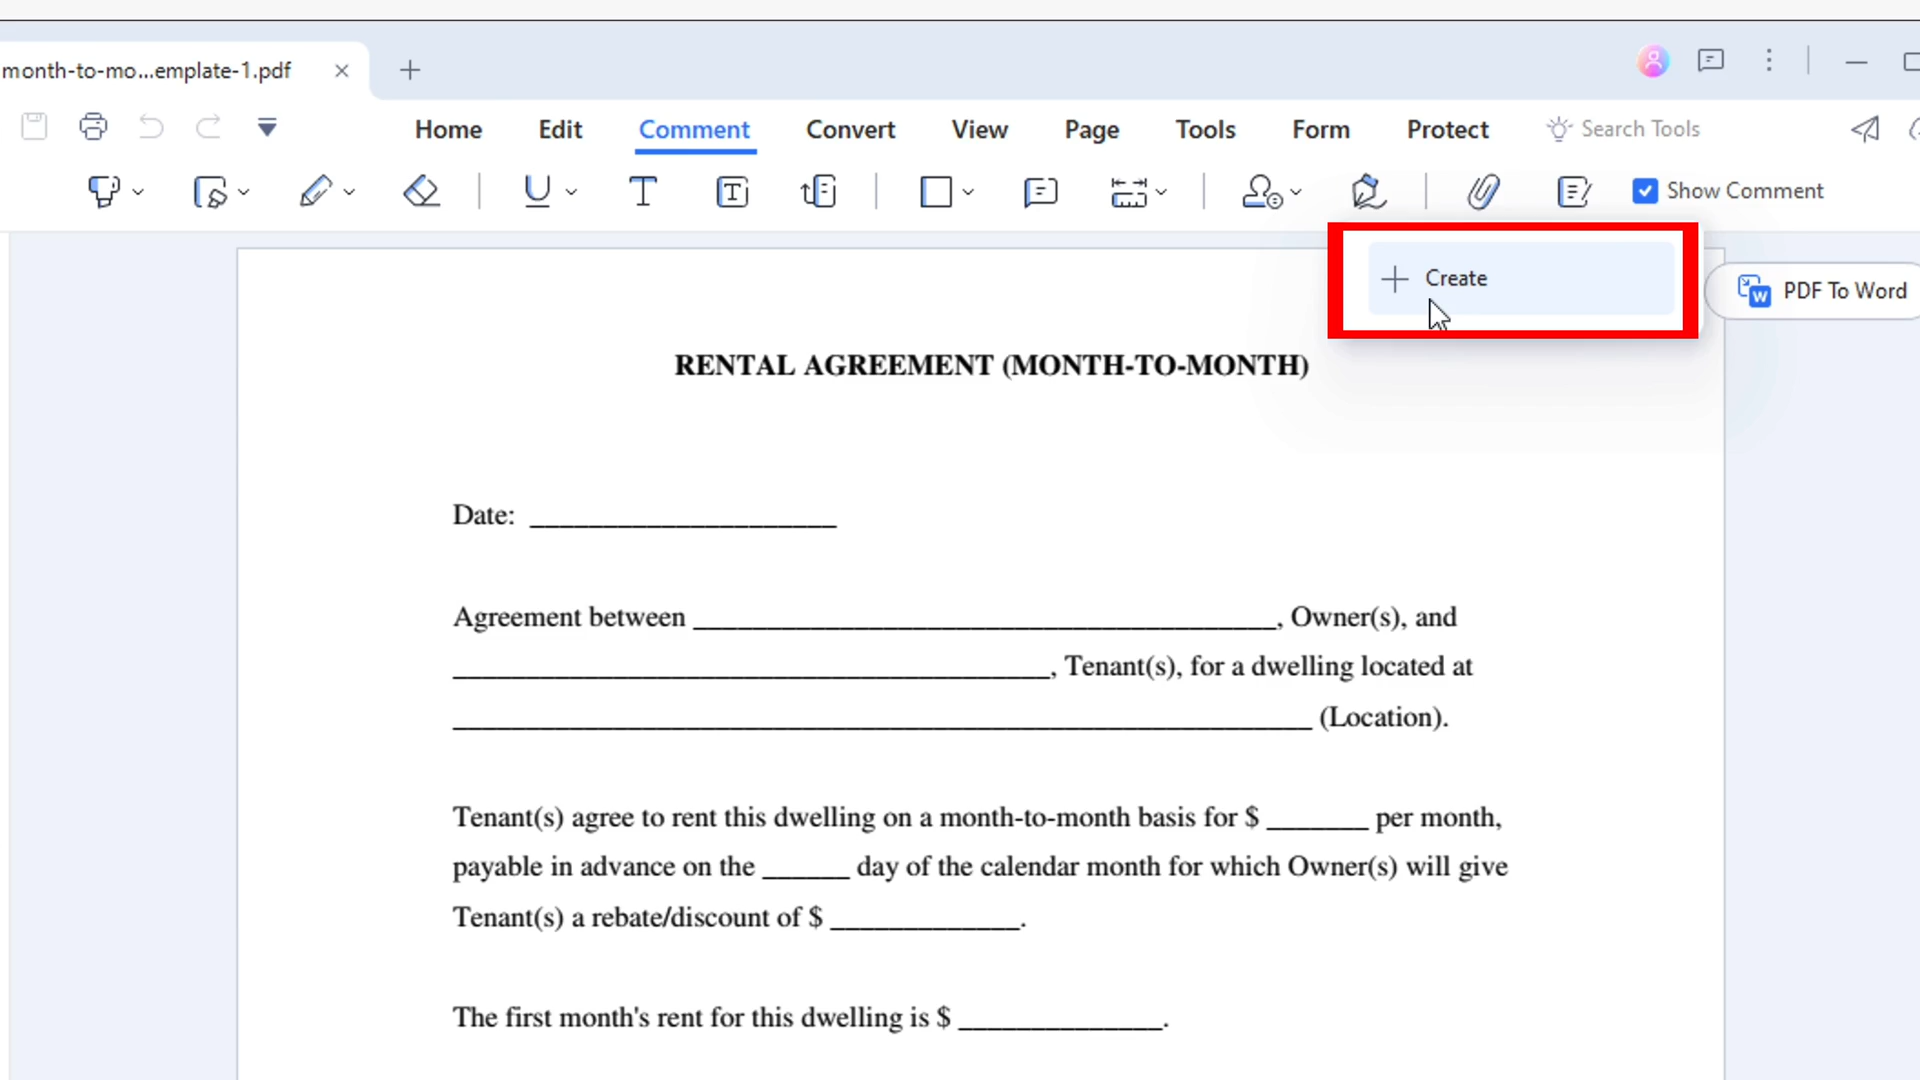 month-to-mo...emplate-1.pdf
Home Edit Comment Convert View Page Tools Form Protect Search Tools
Show Comment
Create
PDF To Word
RENTAL AGREEMENT (MONTH-TO-MONTH)
Date: _____________________
Agreement between ________________________________________, Owner(s), and
_________________________________________, Tenant(s), for a dwelling located at
___________________________________________________________ (Location).
Tenant(s) agree to rent this dwelling on a month-to-month basis for $ _______ per month,
payable in advance on the ______ day of the calendar month for which Owner(s) will give
Tenant(s) a rebate/discount of $ _____________.
The first month's rent for this dwelling is $ ______________.